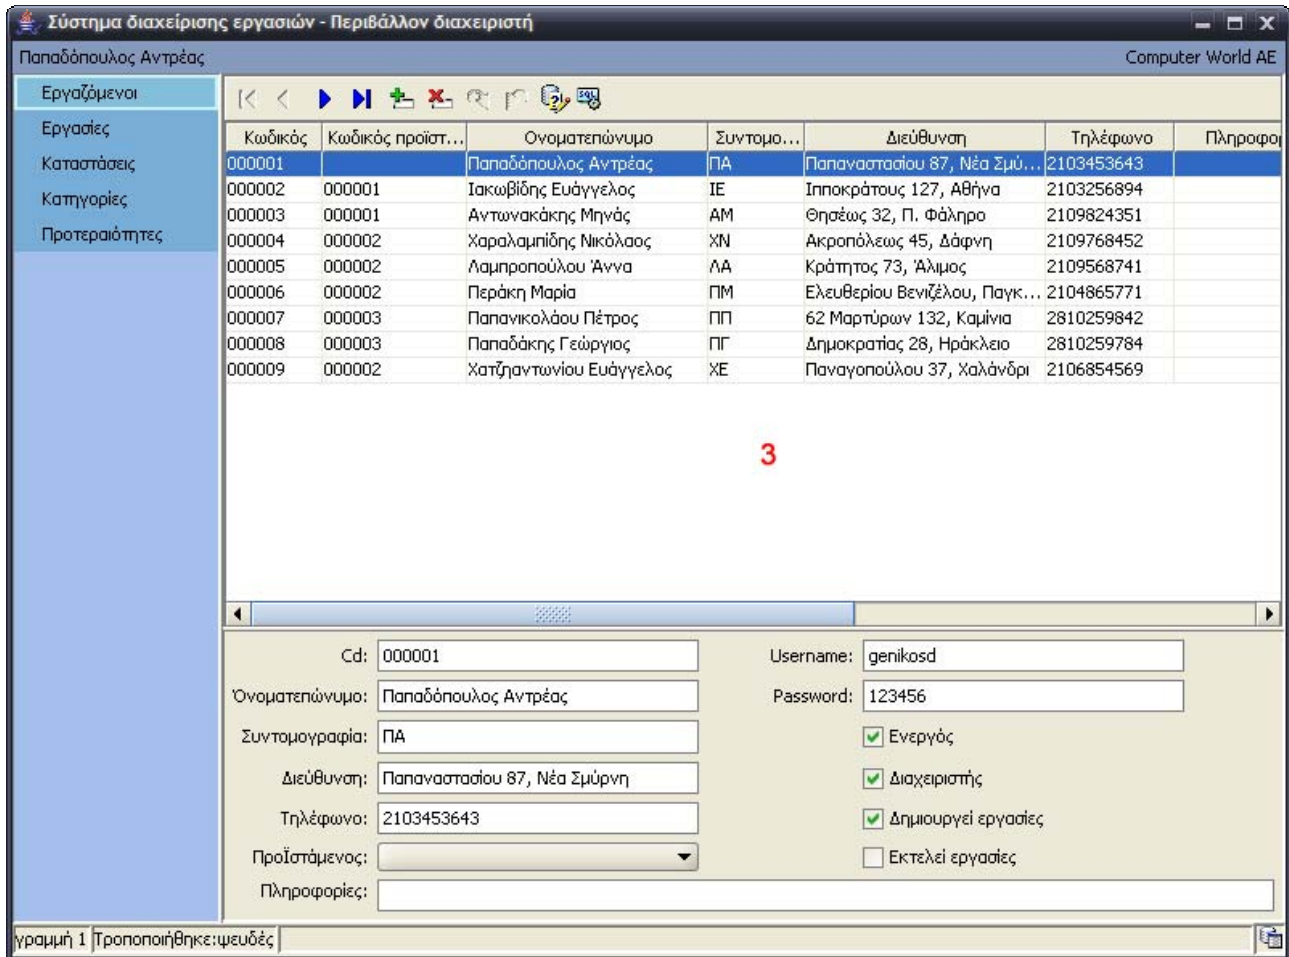 Σύστημα διαχείρισης εργασιών - Περιβάλλον διαχειριστή
Παπαδόπουλος Αντρέας Computer World AE
Εργαζόμενοι
Εργασίες
Καταστάσεις
Κατηγορίες
Προτεραιότητες
Κωδικός Κωδικός προϊστ... Ονοματεπώνυμο Συντομο... Διεύθυνση Τηλέφωνο Πληροφορ
000001 Παπαδόπουλος Αντρέας ΠΑ Παπαναστασίου 87, Νέα Σμύ... 2103453643
000002 000001 Ιακωβίδης Ευάγγελος ΙΕ Ιπποκράτους 127, Αθήνα 2103256894
000003 000001 Αντωνακάκης Μηνάς ΑΜ Θησέως 32, Π. Φάληρο 2109824351
000004 000002 Χαραλαμπίδης Νικόλαος ΧΝ Ακροπόλεως 45, Δάφνη 2109768452
000005 000002 Λαμπροπούλου Άννα ΛΑ Κράτητος 73, Άλιμος 2109568741
000006 000002 Περάκη Μαρία ΠΜ Ελευθερίου Βενιζέλου, Παγκ... 2104865771
000007 000003 Παπανικολάου Πέτρος ΠΠ 62 Μαρτύρων 132, Καμίνια 2810259842
000008 000003 Παπαδάκης Γεώργιος ΠΓ Δημοκρατίας 28, Ηράκλειο 2810259784
000009 000002 Χατζηαντωνίου Ευάγγελος ΧΕ Παναγοπούλου 37, Χαλάνδρι 2106854569
3
Cd: 000001 Username: genikosd
Όνοματεπώνυμο: Παπαδόπουλος Αντρέας Password: 123456
Συντομογραφία: ΠΑ Ενεργός
Διεύθυνση: Παπαναστασίου 87, Νέα Σμύρνη Διαχειριστής
Τηλέφωνο: 2103453643 Δημιουργεί εργασίες
ΠροΪστάμενος: Εκτελεί εργασίες
Πληροφορίες:
γραμμή 1 Τροποποιήθηκε:ψευδές